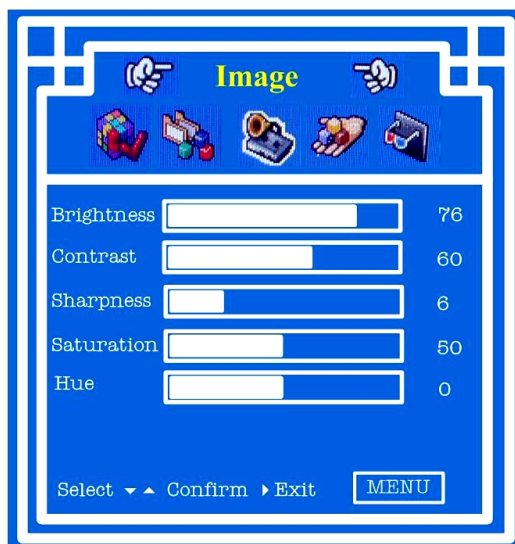 Image
Brightness 76
Contrast 60
Sharpness 6
Saturation 50
Hue 0
Select ▾ ▴ Confirm ▸ Exit MENU